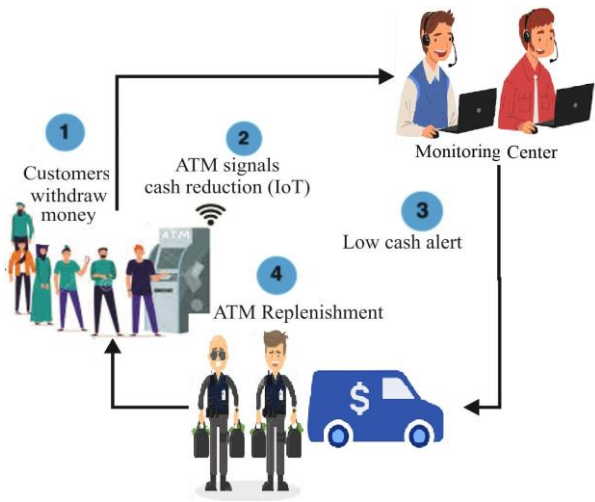 1
Customers
withdraw
money
2
ATM signals
cash reduction (IoT)
ATM
Monitoring Center
3
Low cash alert
4
ATM Replenishment
$